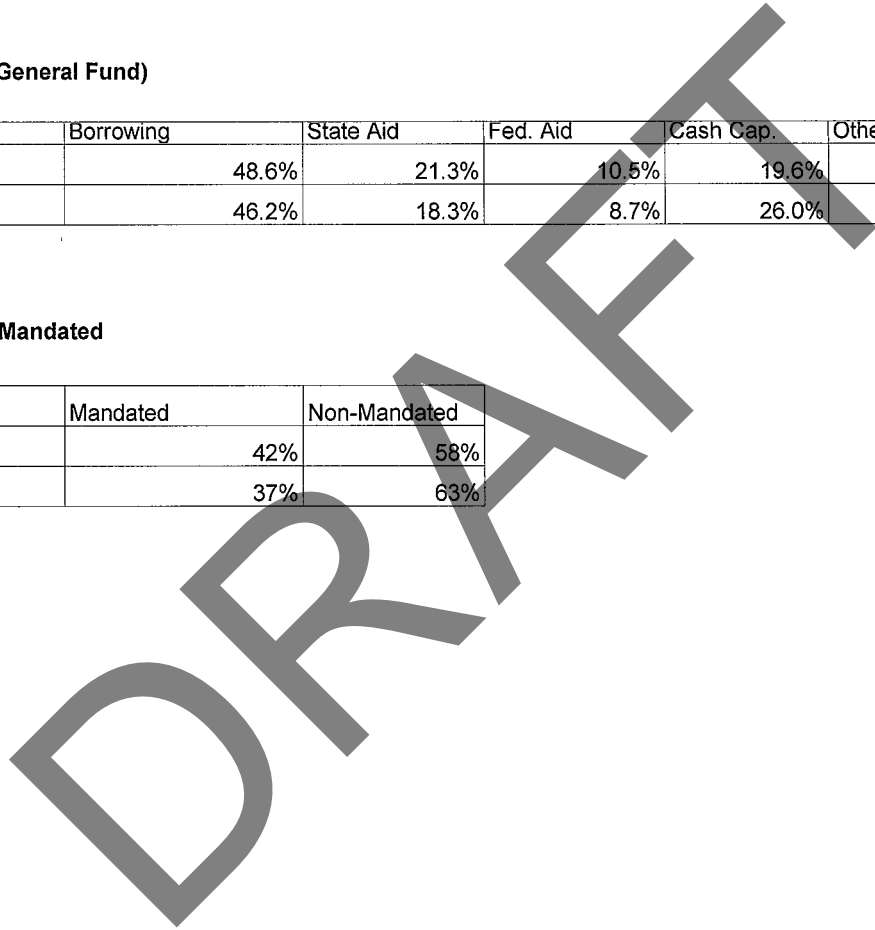 General Fund)
Borrowing State Aid Fed. Aid Cash Cap. Othe
48.6% 21.3% 10.5% 19.6%
46.2% 18.3% 8.7% 26.0%
Mandated
Mandated Non-Mandated
42% 58%
37% 63%
DRAFT